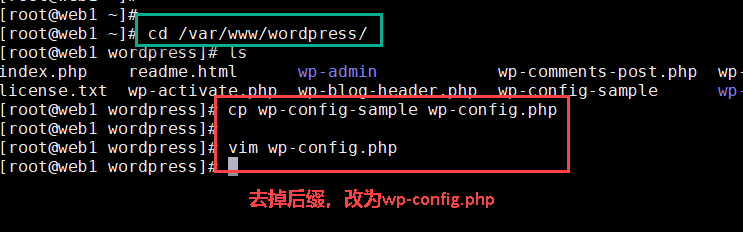 [root@web1 ~]#
[root@web1 ~]# cd /var/www/wordpress/
[root@web1 wordpress]# ls
index.php readme.html wp-admin wp-comments-post.php wp-
license.txt wp-activate.php wp-blog-header.php wp-config-sample wp-
[root@web1 wordpress]# cp wp-config-sample wp-config.php
[root@web1 wordpress]#
[root@web1 wordpress]# vim wp-config.php
[root@web1 wordpress]#
去掉后缀，改为wp-config.php